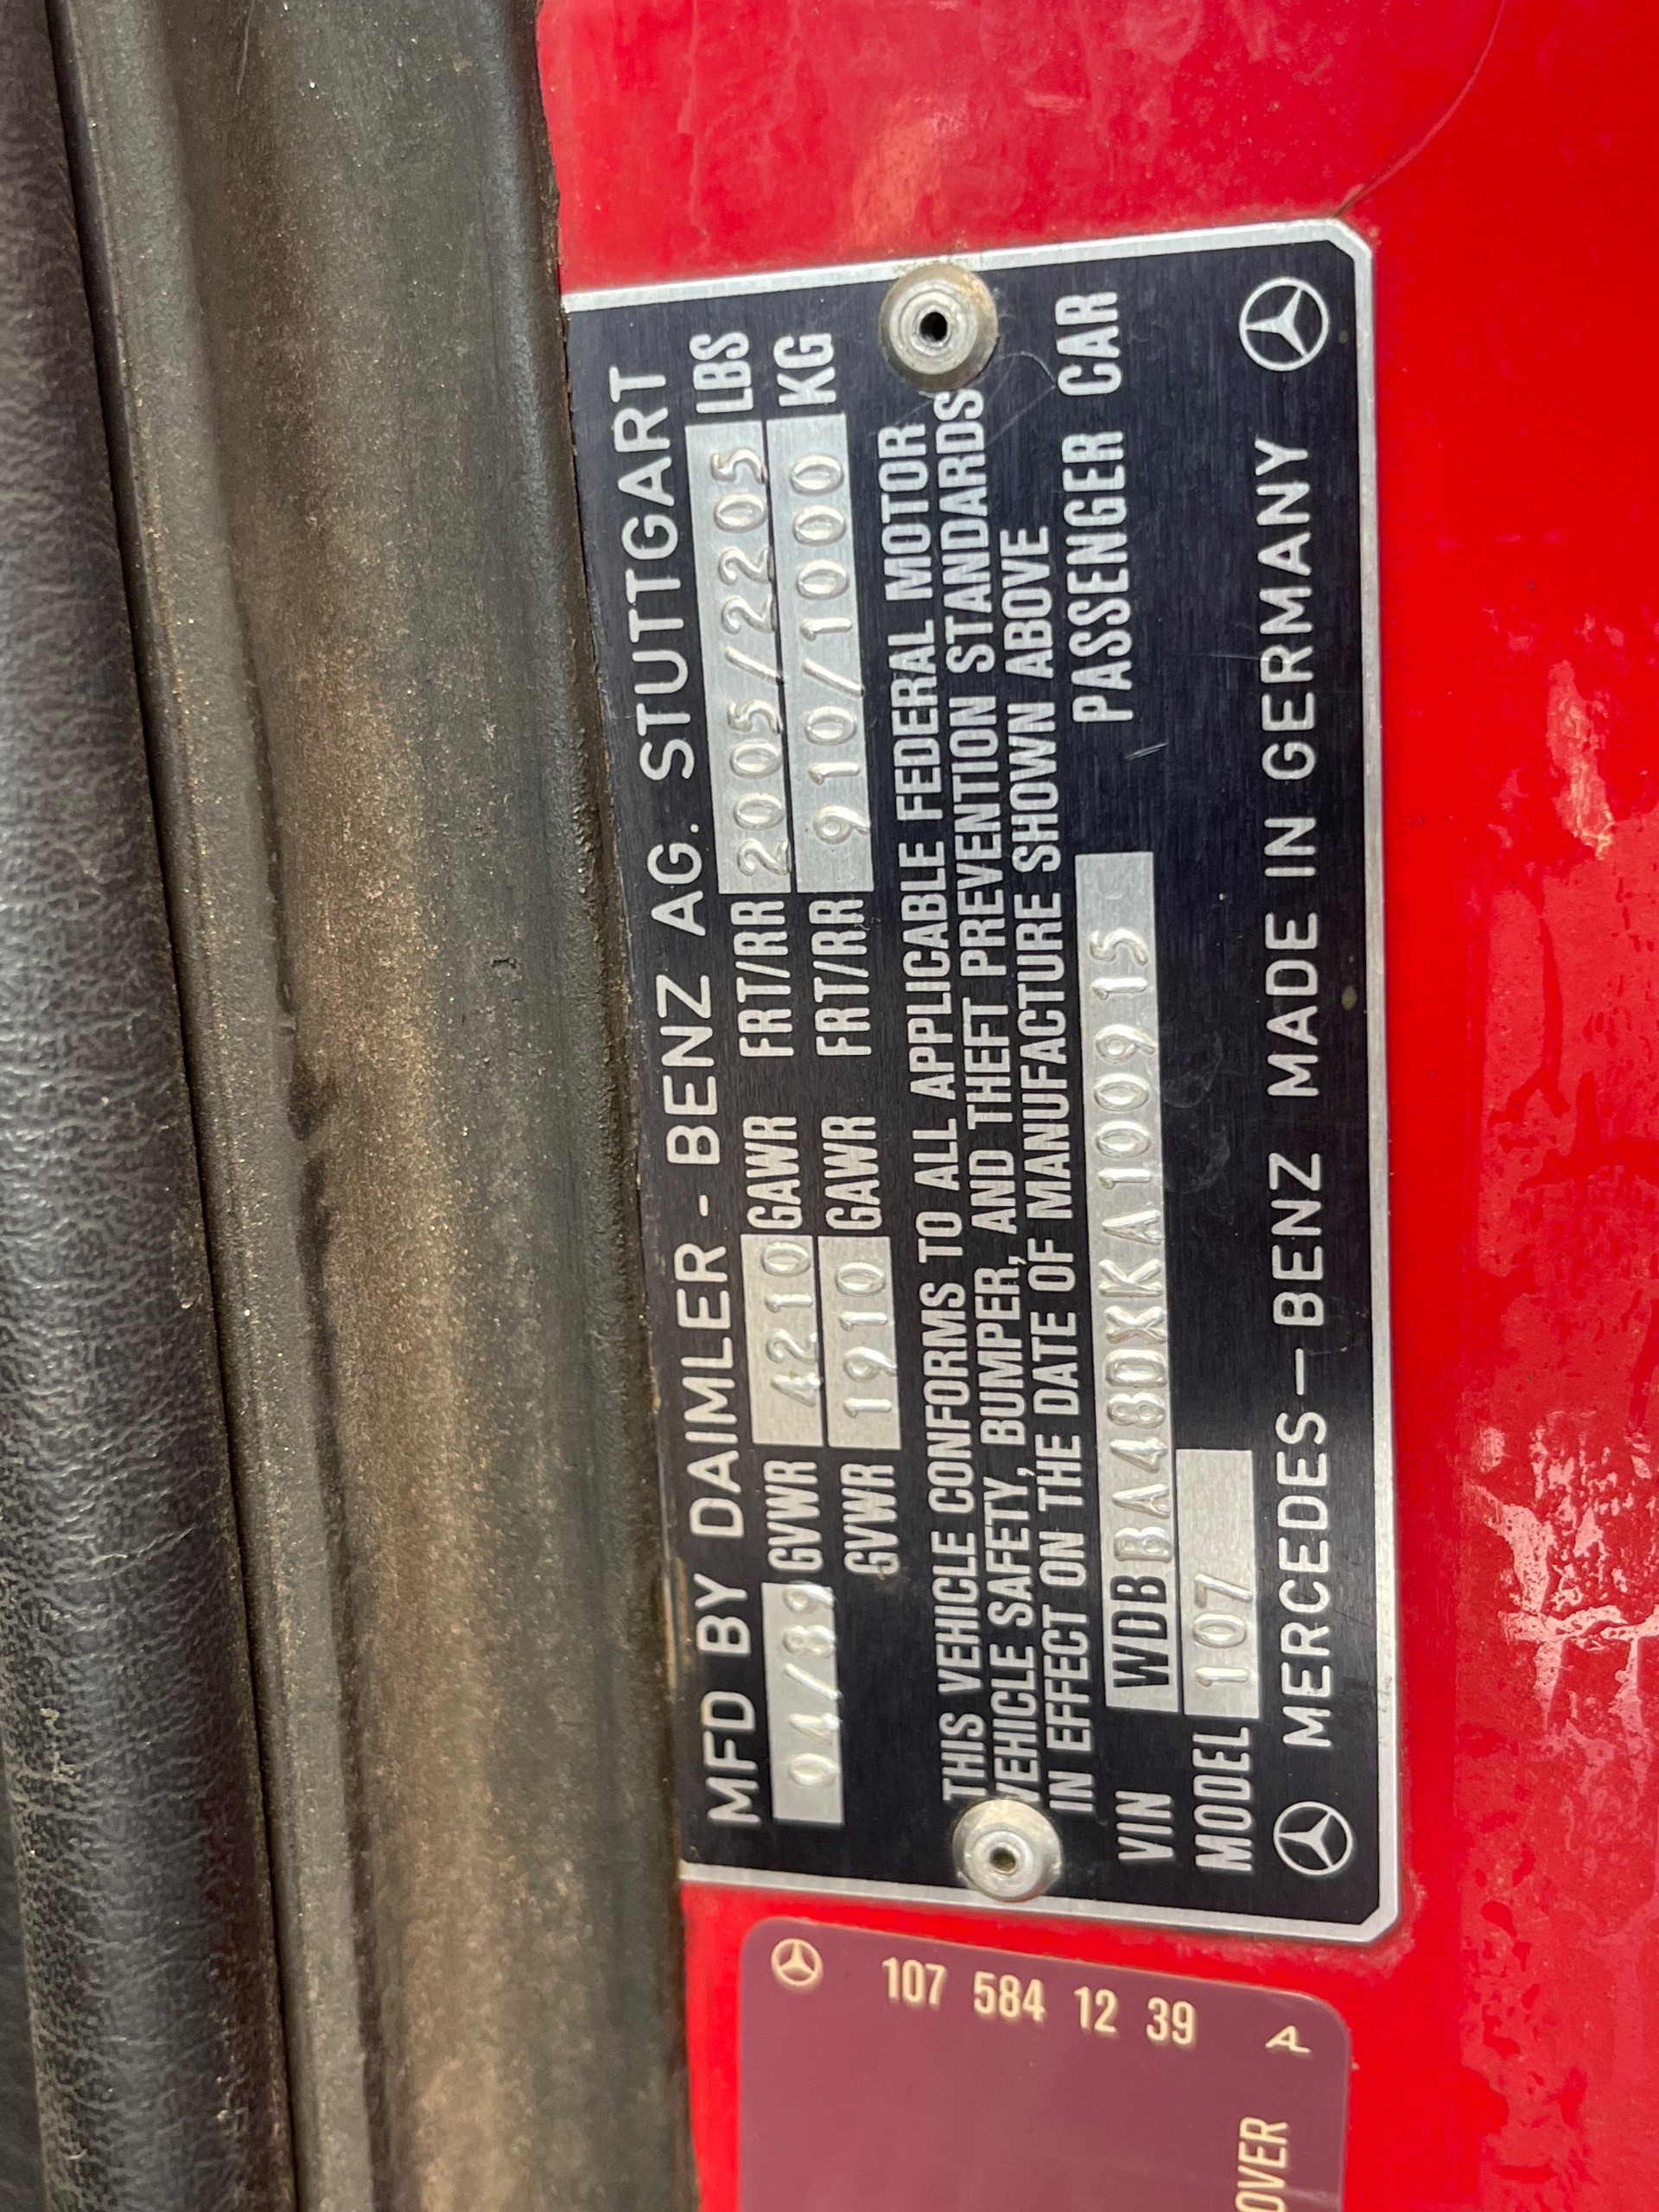 MFD BY DAIMLER - BENZ AG. STUTTGART
04/89 GVWR 4210 GAWR FRT/RR 2005/2205 LBS
GVWR 1910 GAWR FRT/RR 910/1000 KG
THIS VEHICLE CONFORMS TO ALL APPLICABLE FEDERAL MOTOR
VEHICLE SAFETY, BUMPER, AND THEFT PREVENTION STANDARDS
IN EFFECT ON THE DATE OF MANUFACTURE SHOWN ABOVE
VIN WDBBA48DXKA100915 PASSENGER CAR
MODEL 107
MERCEDES-BENZ MADE IN GERMANY
107 584 12 39
A
OVER